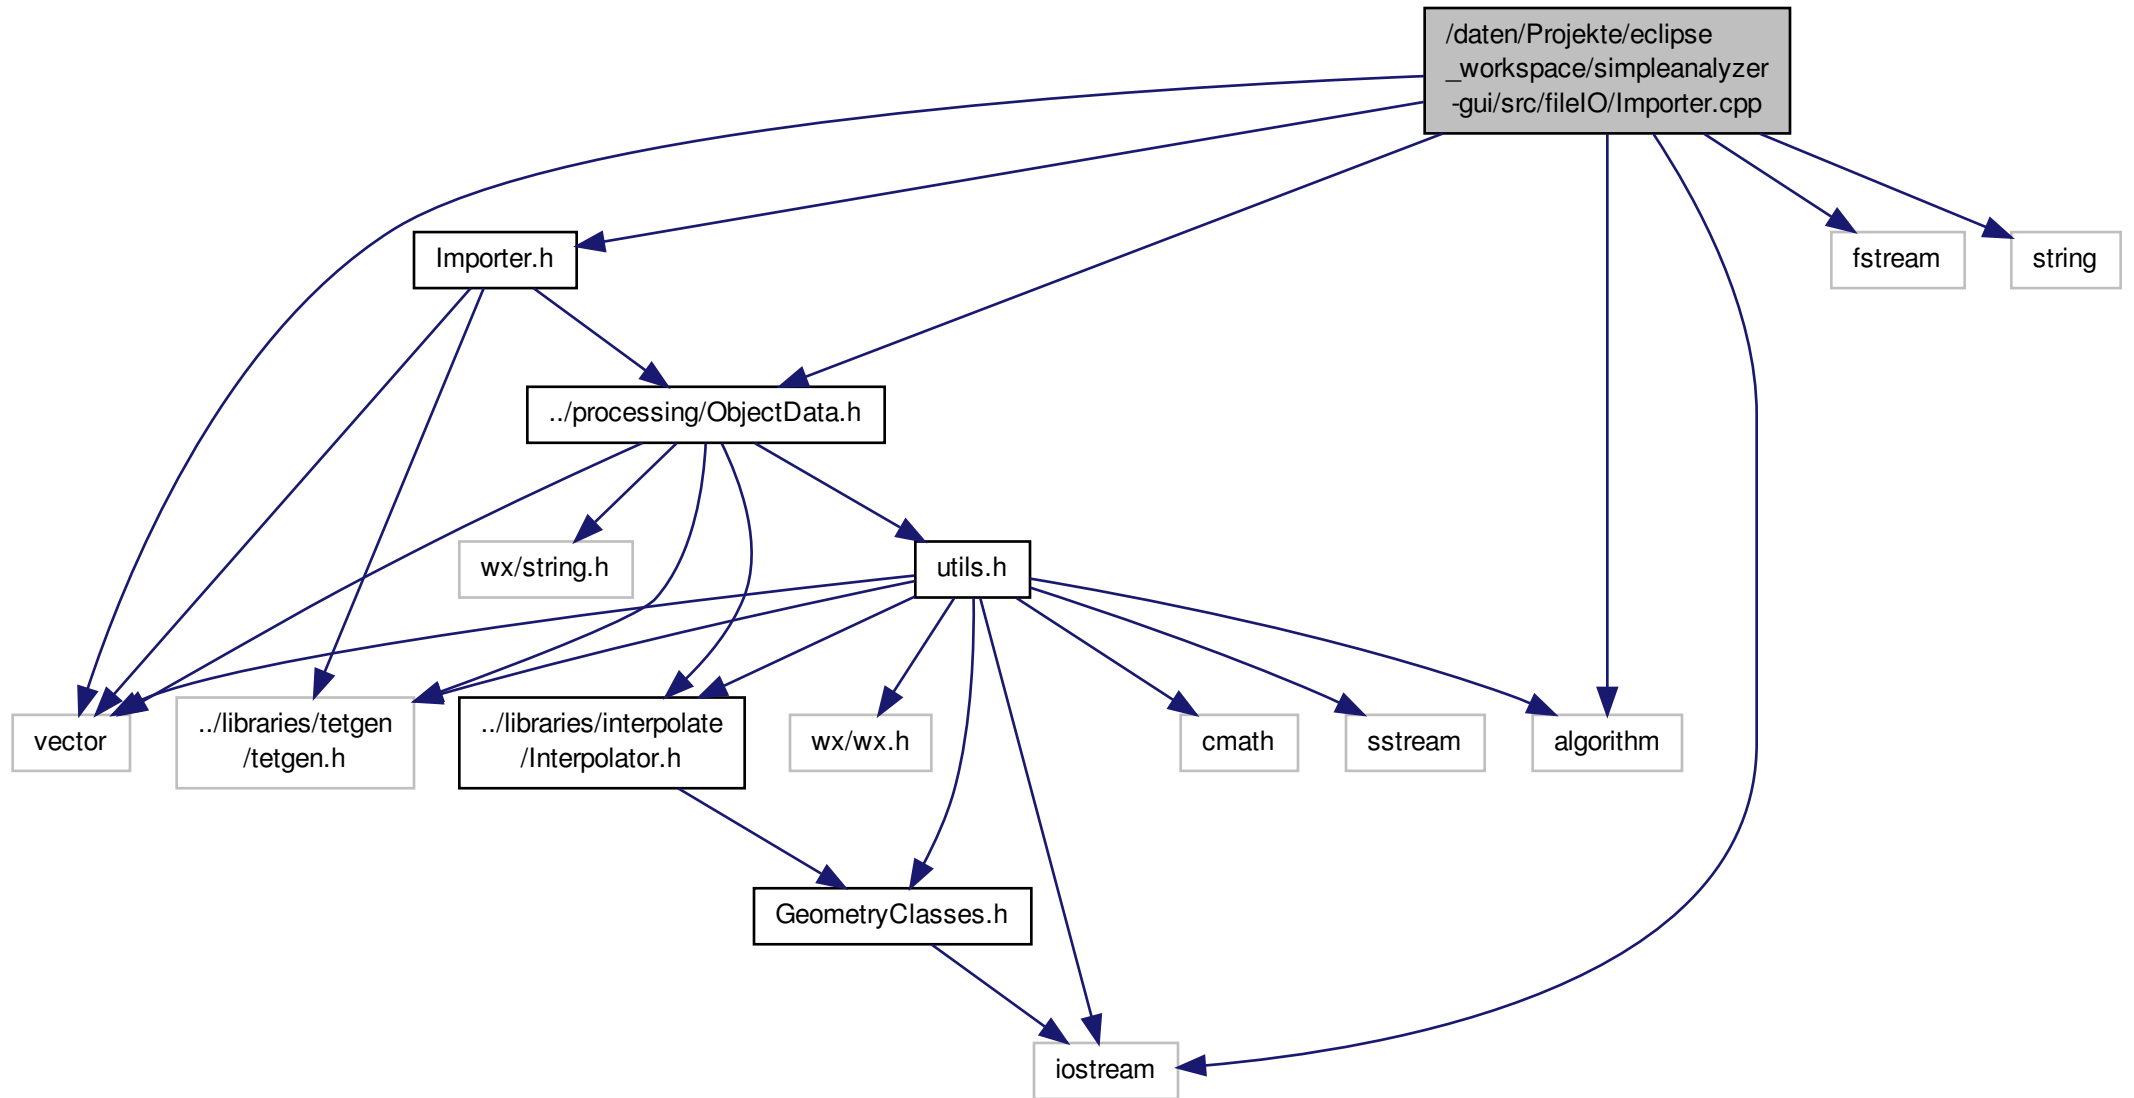 /daten/Projekte/eclipse
_workspace/simpleanalyzer
-gui/src/fileIO/Importer.cpp
Importer.h
fstream
string
../processing/ObjectData.h
wx/string.h
utils.h
vector
../libraries/tetgen
/tetgen.h
../libraries/interpolate
/Interpolator.h
wx/wx.h
cmath
sstream
algorithm
GeometryClasses.h
iostream